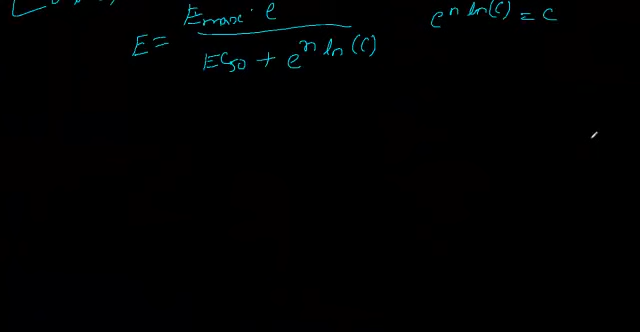 E = Emax · e / EC50 + e^n ln(C)
e^n ln(C) = C